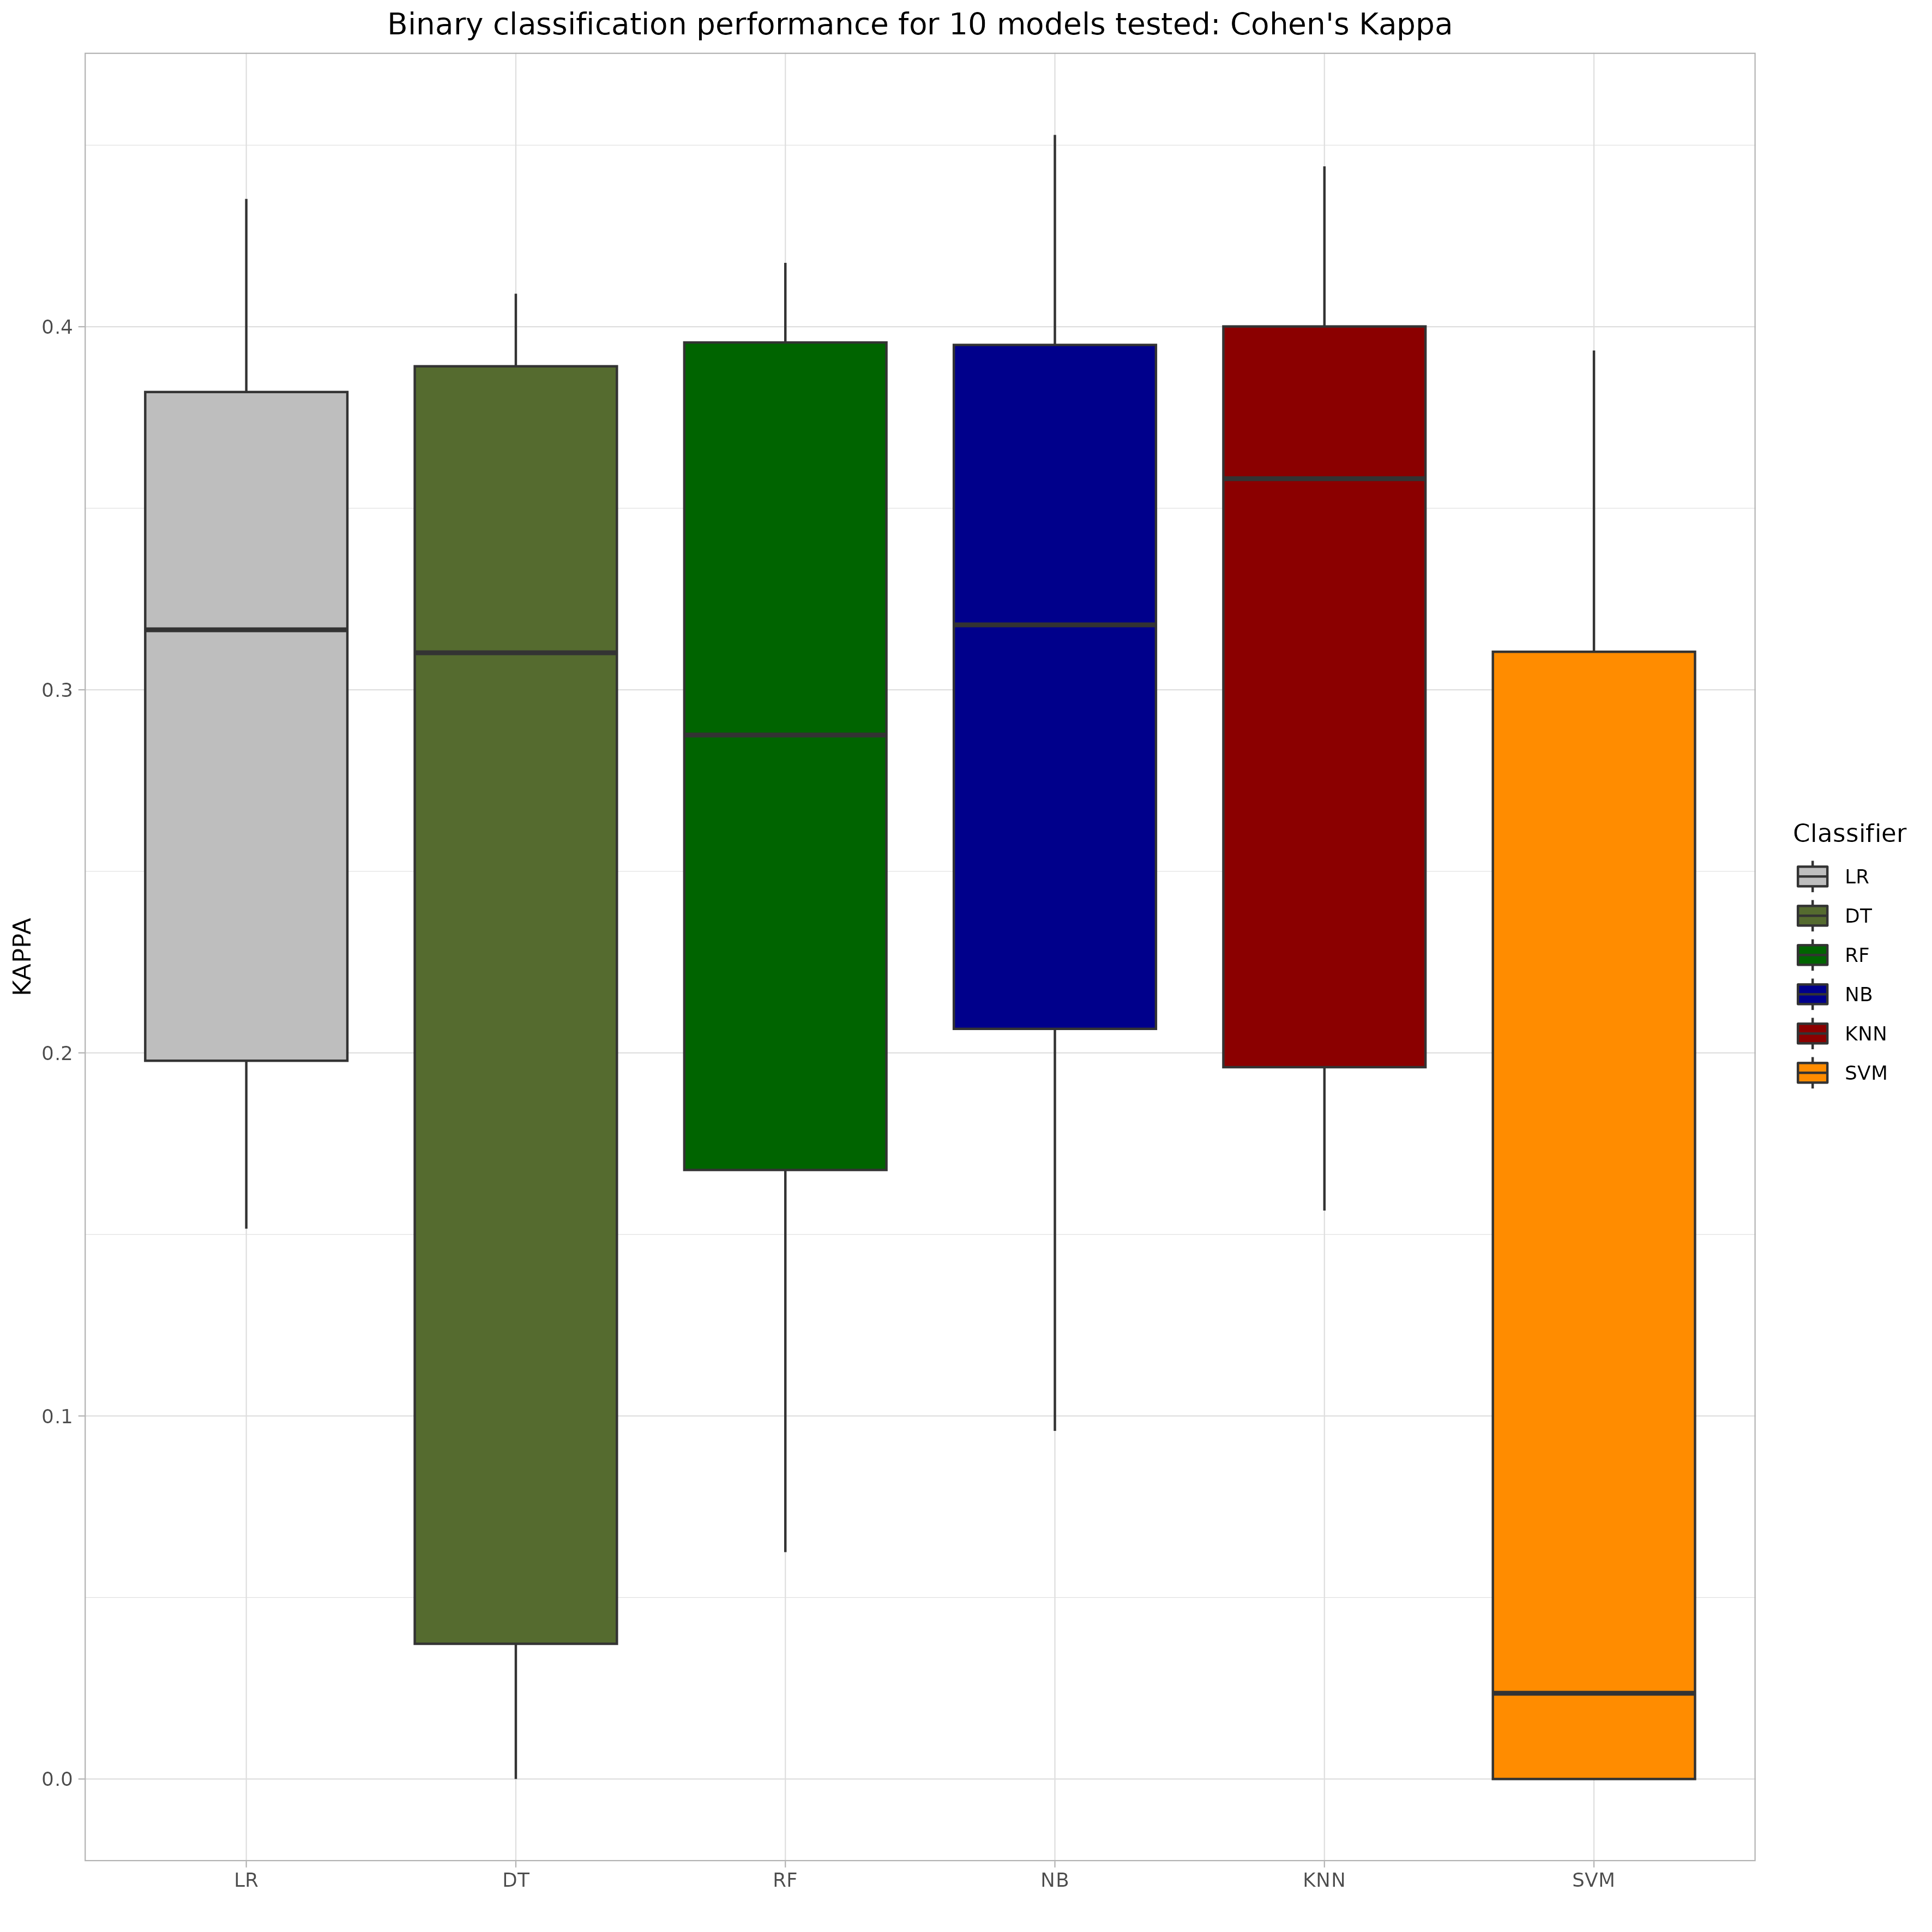 Binary classification performance for 10 models tested: Cohen's Kappa
KAPPA
0.4
0.3
0.2
0.1
0.0
LR DT RF NB KNN SVM
Classifier
LR
DT
RF
NB
KNN
SVM